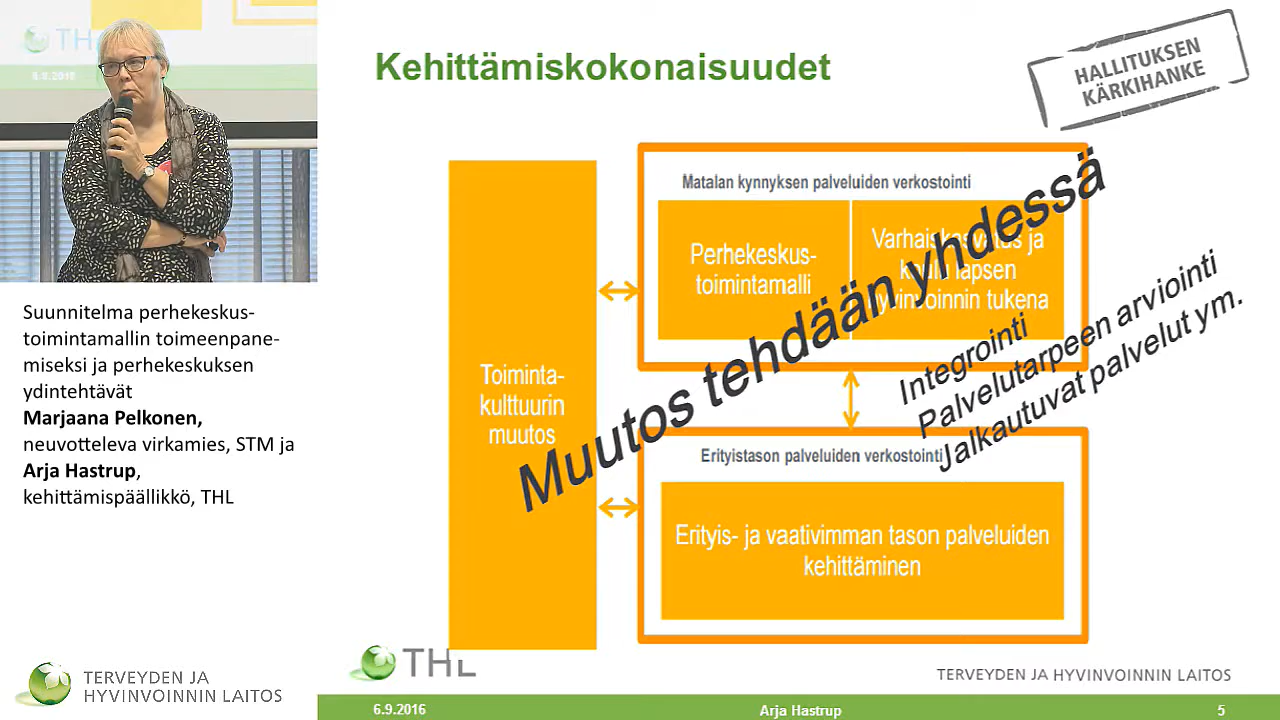 TH
6.9.2016
Suunnitelma perhekeskus-
toimintamallin toimeenpane-
miseksi ja perhekeskuksen
ydintehtävät
Marjaana Pelkonen,
neuvotteleva virkamies, STM ja
Arja Hastrup,
kehittämispäällikkö, THL
TERVEYDEN JA
HYVINVOINNIN LAITOS
Kehittämiskokonaisuudet
HALLITUKSEN
KÄRKIHANKE
Toiminta-
kulttuurin
muutos
Matalan kynnyksen palveluiden verkostointi
Perhekeskus-
toimintamalli
Varhaiskasvatus ja
koulu lapsen
hyvinvoinnin tukena
Muutos tehdään yhdessä
Integrointi
Palvelutarpeen arviointi
Jalkautuvat palvelut ym.
Erityistason palveluiden verkostointi
Erityis- ja vaativimman tason palveluiden
kehittäminen
THL
TERVEYDEN JA HYVINVOINNIN LAITOS
6.9.2016
Arja Hastrup
5